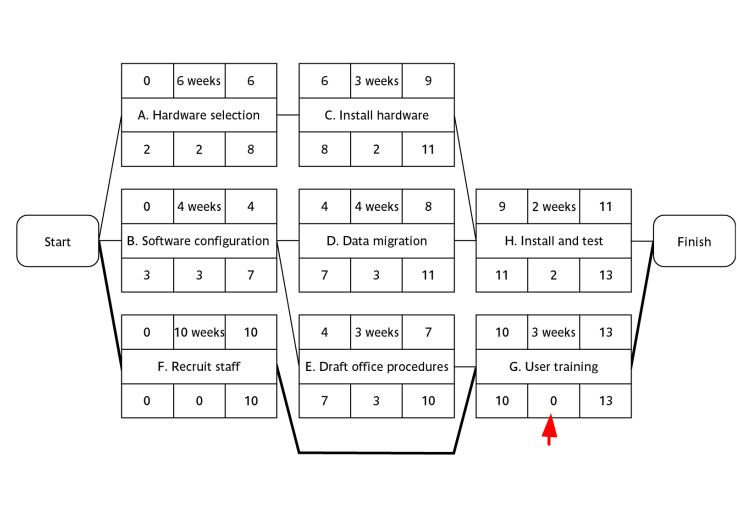 0 6 weeks 6
A. Hardware selection
2 2 8
6 3 weeks 9
C. Install hardware
8 2 11
Start
0 4 weeks 4
B. Software configuration
3 3 7
4 4 weeks 8
D. Data migration
7 3 11
9 2 weeks 11
H. Install and test
11 2 13
Finish
0 10 weeks 10
F. Recruit staff
0 0 10
4 3 weeks 7
E. Draft office procedures
7 3 10
10 3 weeks 13
G. User training
10 0 13